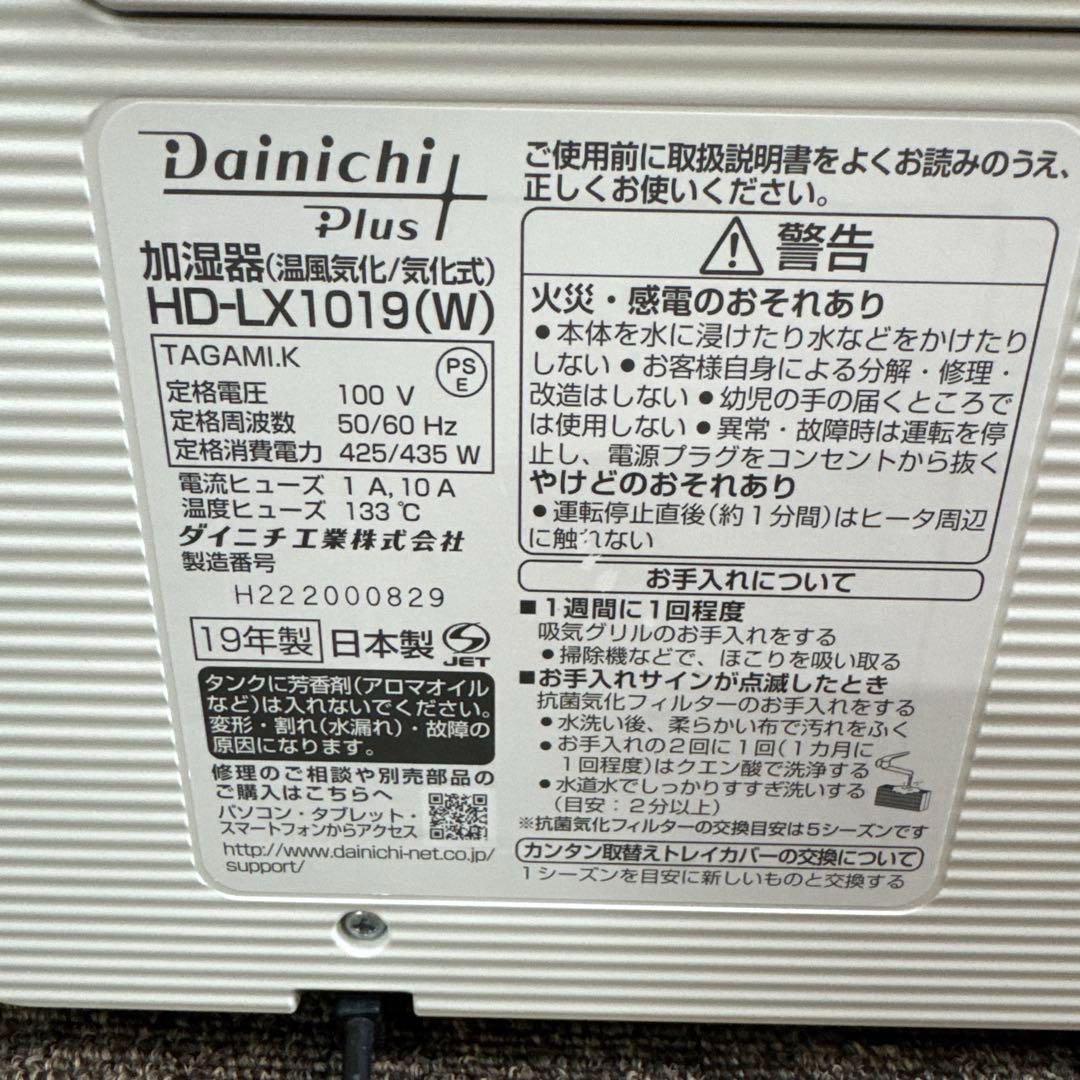 Dainichi
Plus
加湿器(温風気化/気化式)
HD-LX1019(W)
TAGAMI.K
PS
E
定格電圧 100 V
定格周波数 50/60 Hz
定格消費電力 425/435 W
電流ヒューズ 1 A, 10 A
温度ヒューズ 133 ℃
ダイニチ工業株式会社
製造番号
H222000829
19年製 日本製 S
JET
タンクに芳香剤(アロマオイル
など)は入れないでください。
変形・割れ(水漏れ)・故障の
原因になります。
修理のご相談や別売部品の
ご購入はこちらへ
パソコン・タブレット・
スマートフォンからアクセス
http://www.dainichi-net.co.jp/
support/
ご使用前に取扱説明書をよくお読みのうえ、
正しくお使いください。
警告
火災・感電のおそれあり
●本体を水に浸けたり水などをかけたり
しない ●お客様自身による分解・修理・
改造はしない ●幼児の手の届くところで
は使用しない ●異常・故障時は運転を停
止し、電源プラグをコンセントから抜く
やけどのおそれあり
●運転停止直後(約1分間)はヒータ周辺
に触れない
お手入れについて
■1週間に1回程度
吸気グリルのお手入れをする
●掃除機などで、ほこりを吸い取る
■お手入れサインが点滅したとき
抗菌気化フィルターのお手入れをする
●水洗い後、柔らかい布で汚れをふく
●お手入れの2回に1回(1カ月に
1回程度)はクエン酸で洗浄する
●水道水でしっかりすすぎ洗いする
(目安:2分以上)
※抗菌気化フィルターの交換目安は5シーズンです
カンタン取替えトレイカバーの交換について
1シーズンを目安に新しいものと交換する